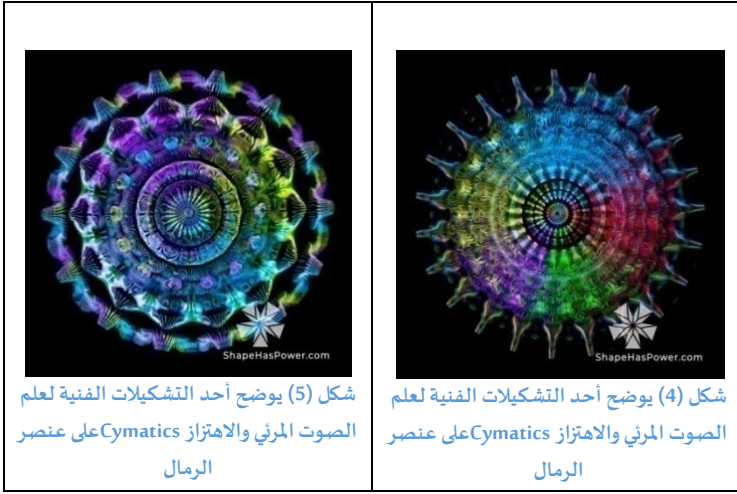 ShapeHasPower.com
شكل (4) يوضح أحد التشكيلات الفنية لعلم
الصوت المرئي والاهتزاز Cymaticsعلى عنصر
الرمال
ShapeHasPower.com
شكل (5) يوضح أحد التشكيلات الفنية لعلم
الصوت المرئي والاهتزاز Cymaticsعلى عنصر
الرمال